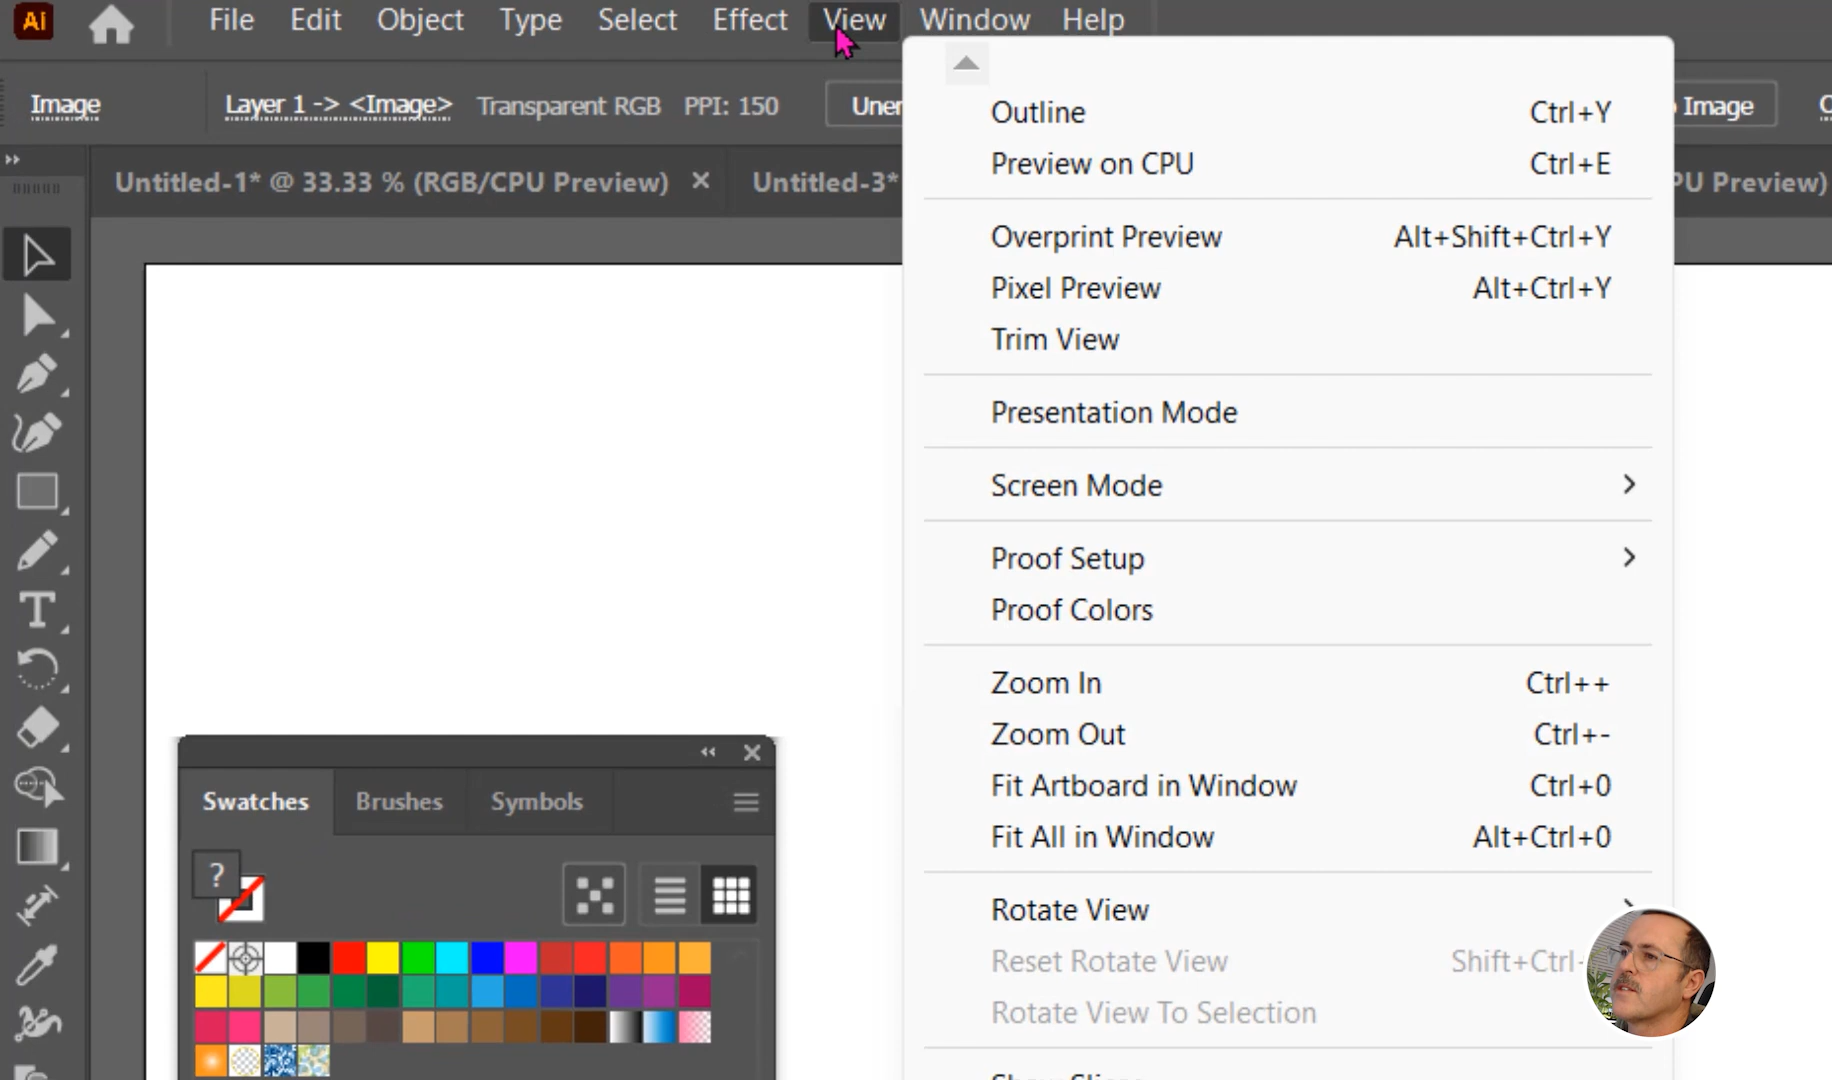 Ai File Edit Object Type Select Effect View Window Help
Image Layer 1 -> <Image> Transparent RGB PPI: 150 Image
Untitled-1* @ 33.33 % (RGB/CPU Preview) × Untitled-3* PU Preview)
Outline Ctrl+Y
Preview on CPU Ctrl+E
Overprint Preview Alt+Shift+Ctrl+Y
Pixel Preview Alt+Ctrl+Y
Trim View
Presentation Mode
Screen Mode
Proof Setup
Proof Colors
Zoom In Ctrl++
Zoom Out Ctrl+-
Fit Artboard in Window Ctrl+0
Fit All in Window Alt+Ctrl+0
Rotate View
Reset Rotate View Shift+Ctrl
Rotate View To Selection
Swatches Brushes Symbols
?